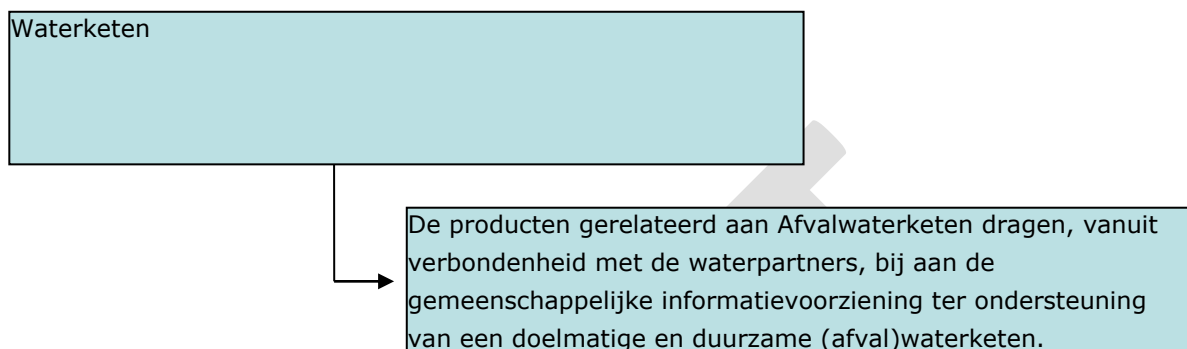 Waterketen
De producten gerelateerd aan Afvalwaterketen dragen, vanuit
verbondenheid met de waterpartners, bij aan de
gemeenschappelijke informatievoorziening ter ondersteuning
van een doelmatige en duurzame (afval)waterketen.